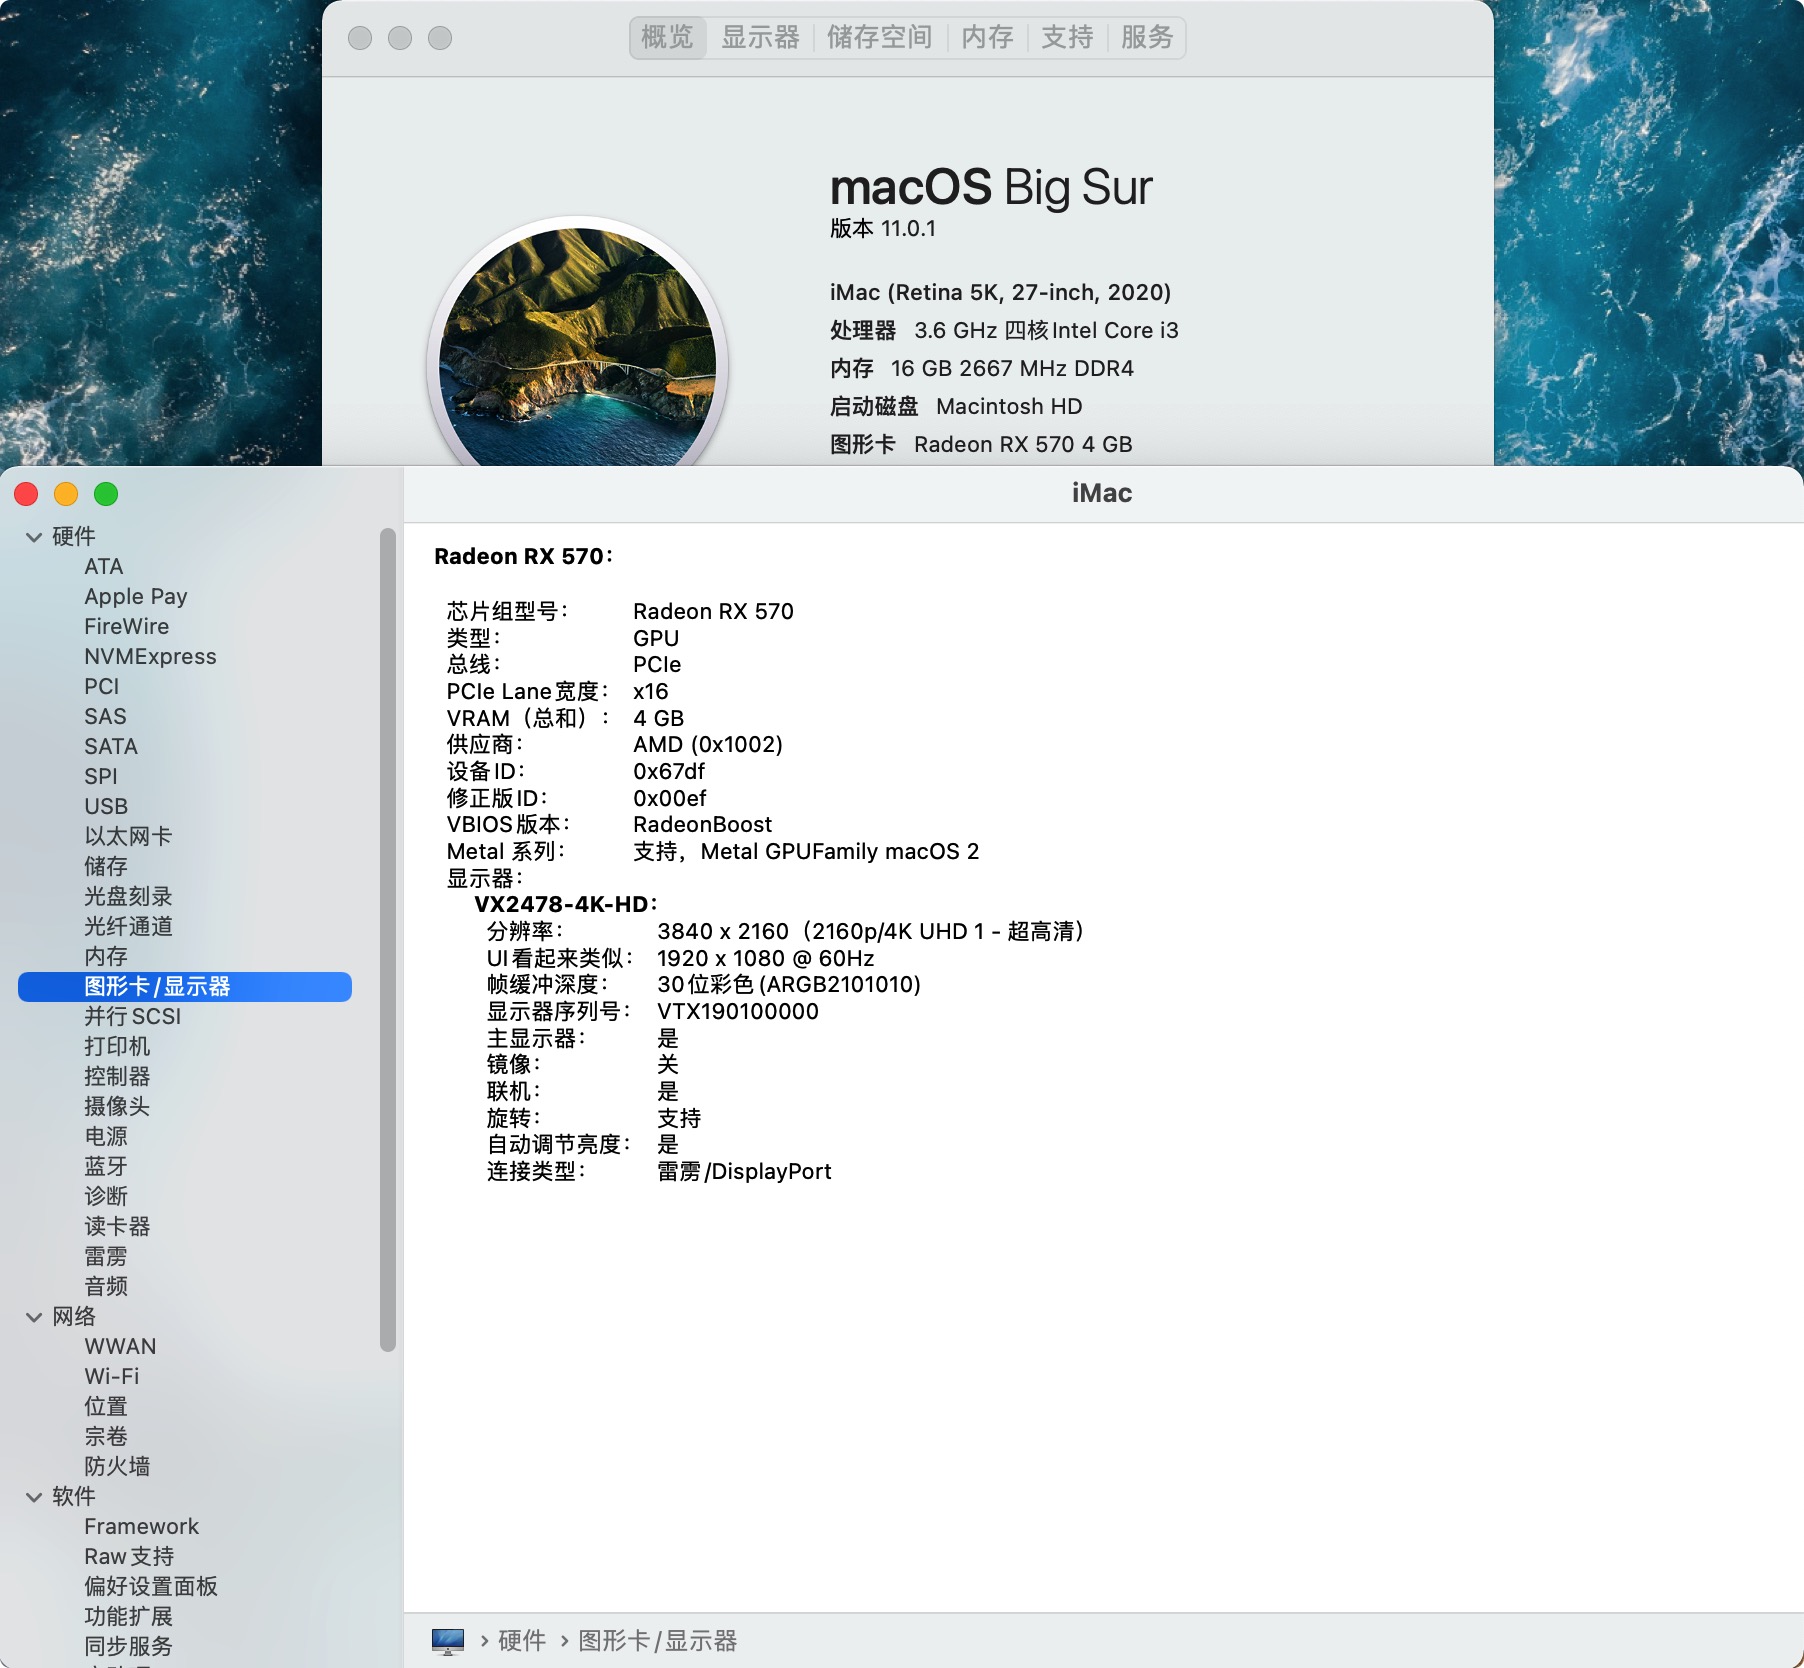 概览 显示器 储存空间 内存 支持 服务
macOS Big Sur
版本 11.0.1
iMac (Retina 5K, 27-inch, 2020)
处理器 3.6 GHz 四核Intel Core i3
内存 16 GB 2667 MHz DDR4
启动磁盘 Macintosh HD
图形卡 Radeon RX 570 4 GB
iMac
硬件
ATA
Apple Pay
FireWire
NVMExpress
PCI
SAS
SATA
SPI
USB
以太网卡
储存
光盘刻录
光纤通道
内存
图形卡/显示器
并行SCSI
打印机
控制器
摄像头
电源
蓝牙
诊断
读卡器
雷雳
音频
网络
WWAN
Wi-Fi
位置
宗卷
防火墙
软件
Framework
Raw支持
偏好设置面板
功能扩展
同步服务
Radeon RX 570：
芯片组型号： Radeon RX 570
类型： GPU
总线： PCIe
PCIe Lane宽度： x16
VRAM（总和）： 4 GB
供应商： AMD (0x1002)
设备ID： 0x67df
修正版ID： 0x00ef
VBIOS版本： RadeonBoost
Metal 系列： 支持，Metal GPUFamily macOS 2
显示器：
VX2478-4K-HD：
分辨率： 3840 x 2160（2160p/4K UHD 1 - 超高清）
UI看起来类似： 1920 x 1080 @ 60Hz
帧缓冲深度： 30位彩色(ARGB2101010)
显示器序列号： VTX190100000
主显示器： 是
镜像： 关
联机： 是
旋转： 支持
自动调节亮度： 是
连接类型： 雷雳/DisplayPort
› 硬件 › 图形卡/显示器